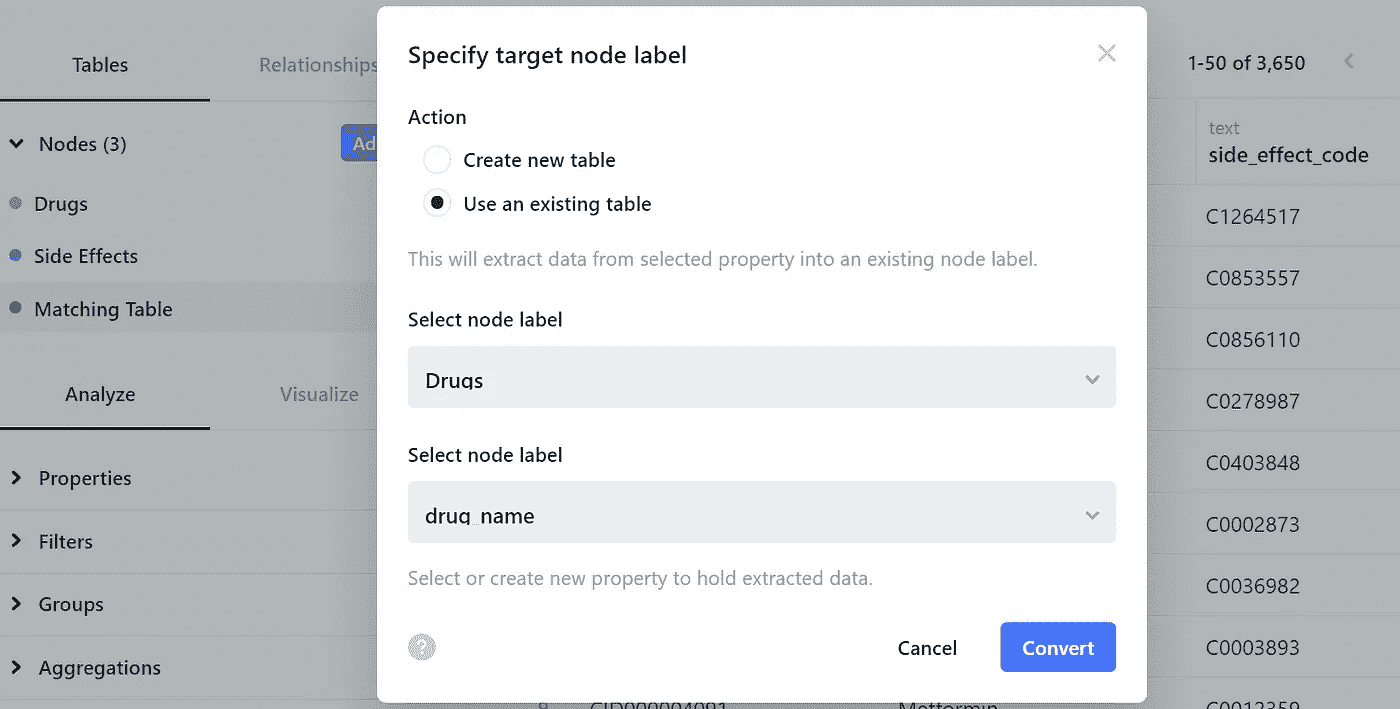 Tables
Relationships
Nodes (3)
Ad
Drugs
Side Effects
Matching Table
Analyze
Visualize
Properties
Filters
Groups
Aggregations
Specify target node label
Action
Create new table
Use an existing table
This will extract data from selected property into an existing node label.
Select node label
Drugs
Select node label
drug_name
Select or create new property to hold extracted data.
?
Cancel
Convert
1-50 of 3,650
text
side_effect_code
C1264517
C0853557
C0856110
C0278987
C0403848
C0002873
C0036982
C0003893
9 CID000004091 Metformin C0012359